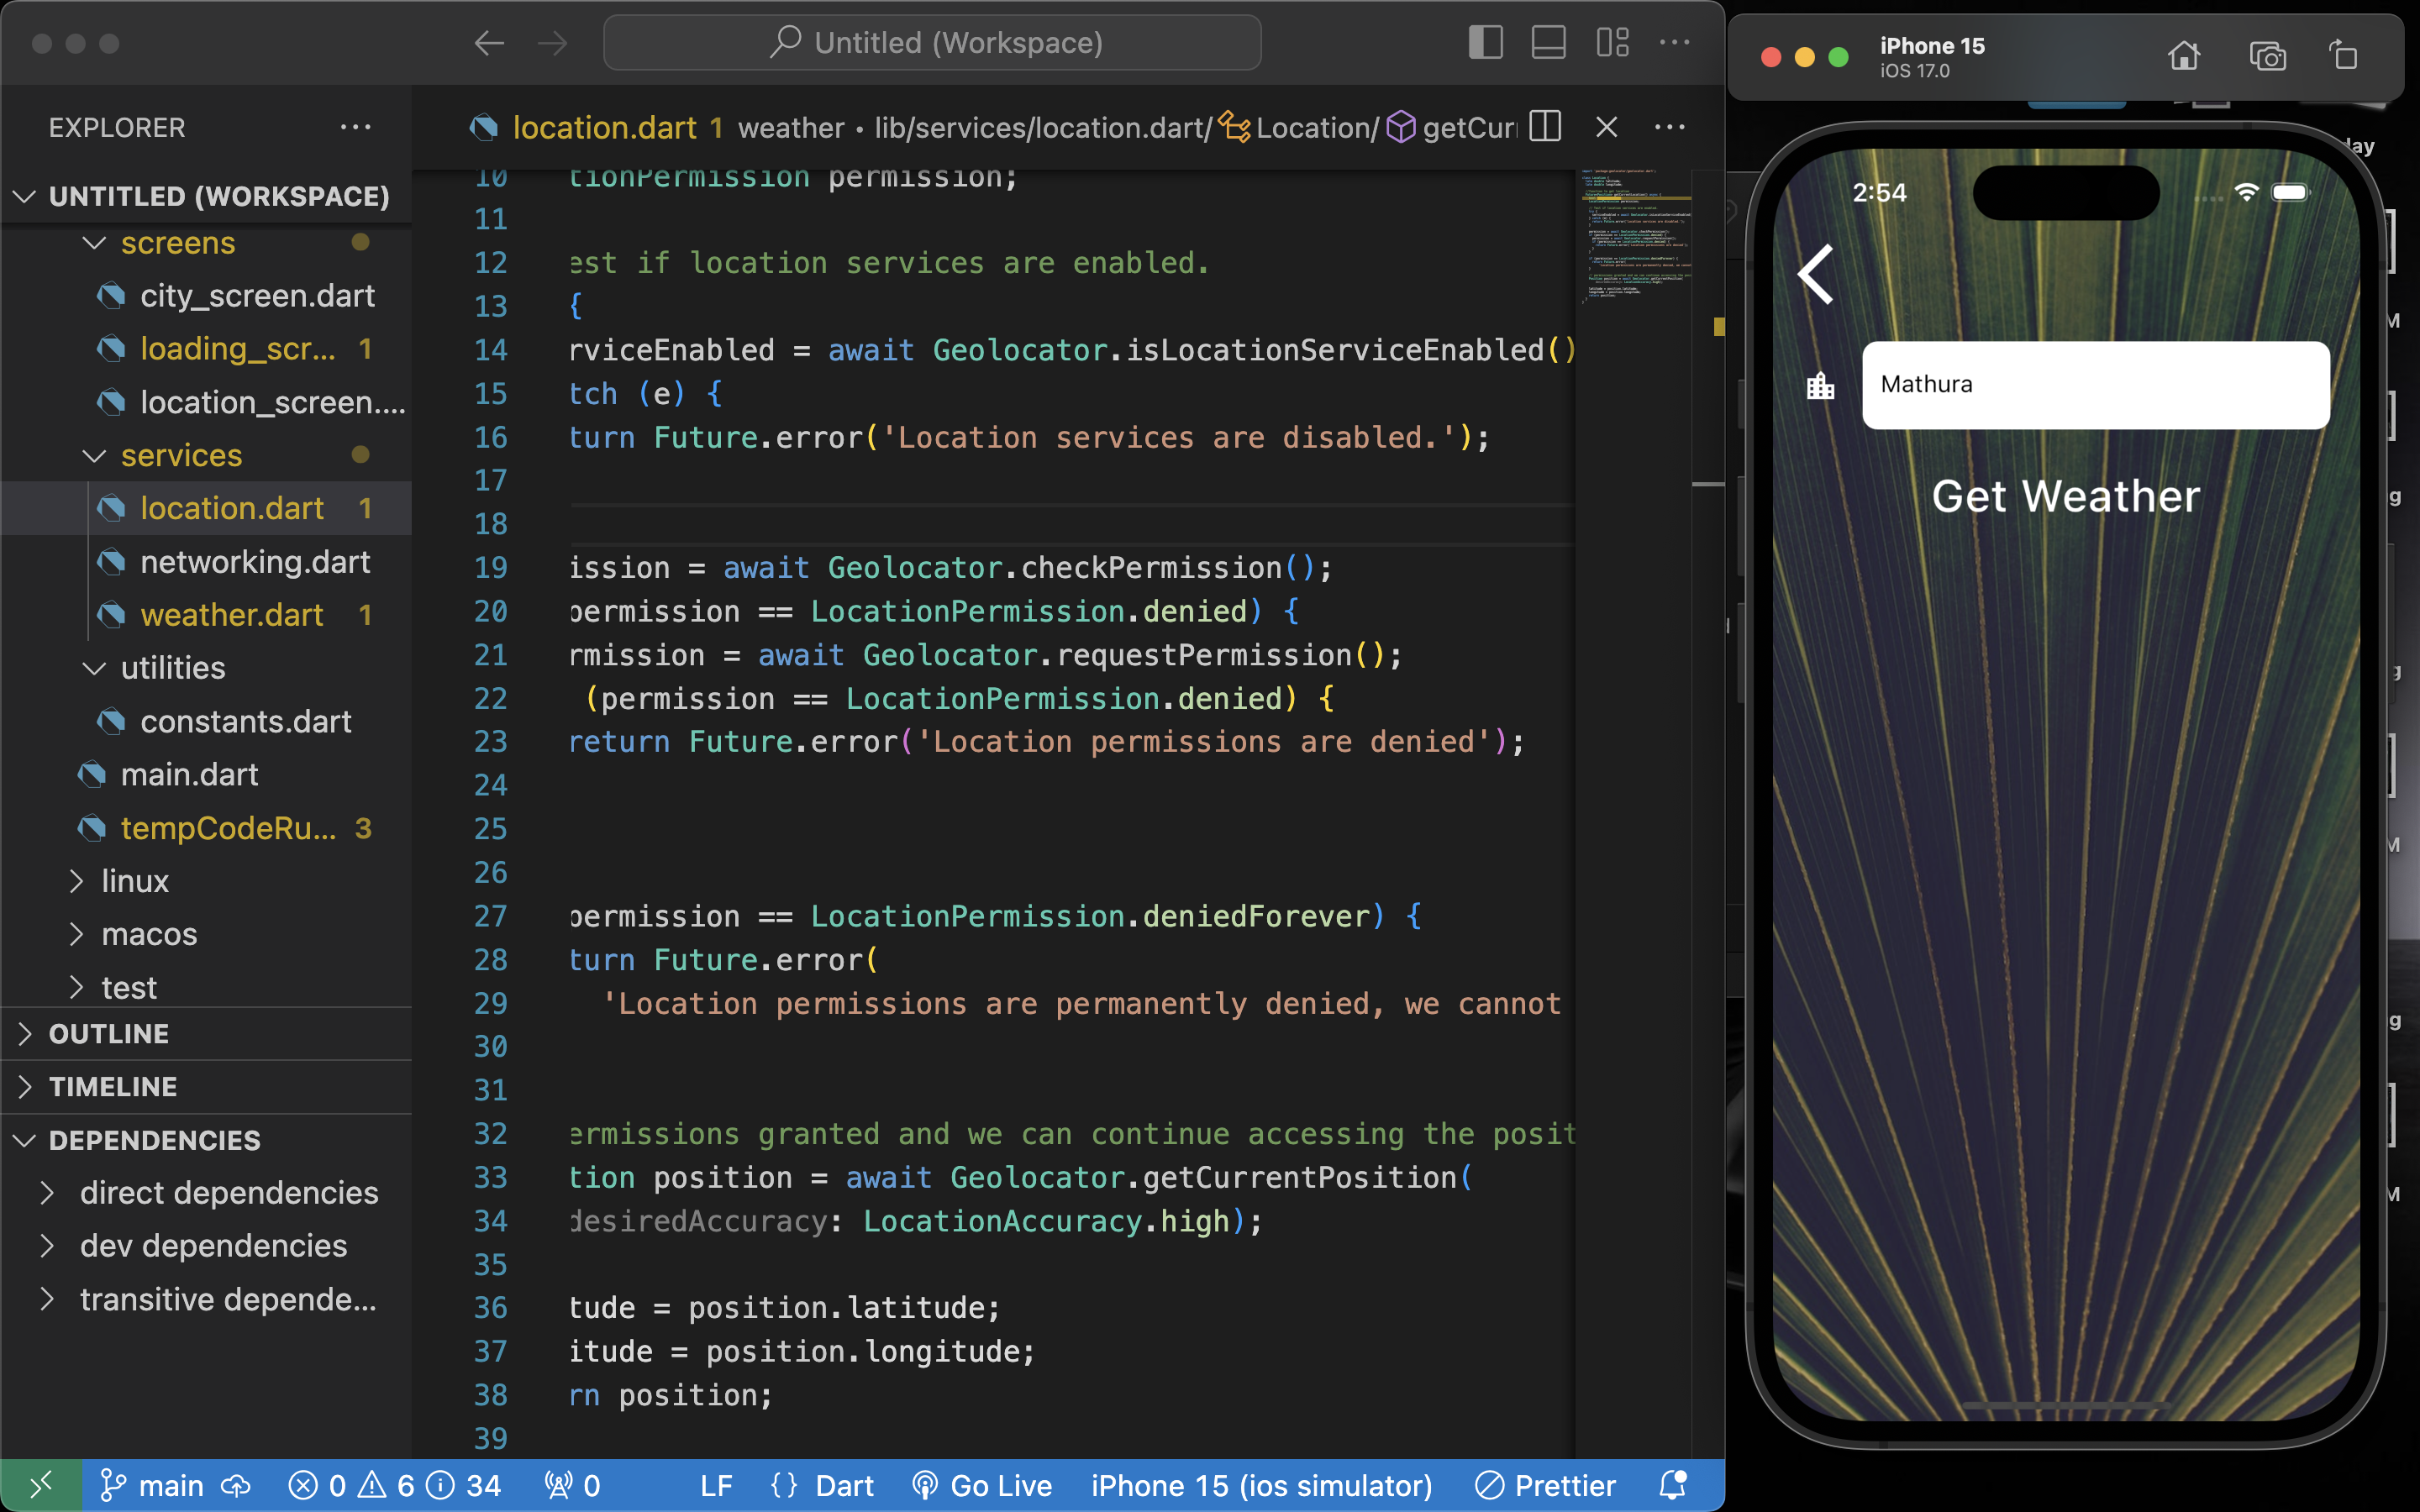 Untitled (Workspace)
EXPLORER
UNTITLED (WORKSPACE)
screens
city_screen.dart
loading_scr... 1
location_screen....
services
location.dart 1
networking.dart
weather.dart 1
utilities
constants.dart
main.dart
tempCodeRu... 3
linux
macos
test
OUTLINE
TIMELINE
DEPENDENCIES
direct dependencies
dev dependencies
transitive depende...
location.dart 1 weather • lib/services/location.dart/ Location/ getCur
10 tionPermission permission;
11
12 est if location services are enabled.
13 {
14 rviceEnabled = await Geolocator.isLocationServiceEnabled()
15 tch (e) {
16 turn Future.error('Location services are disabled.');
17
18
19 ission = await Geolocator.checkPermission();
20 permission == LocationPermission.denied) {
21 rmission = await Geolocator.requestPermission();
22 (permission == LocationPermission.denied) {
23 return Future.error('Location permissions are denied');
24
25
26
27 permission == LocationPermission.deniedForever) {
28 turn Future.error(
29 'Location permissions are permanently denied, we cannot
30
31
32 ermissions granted and we can continue accessing the posit
33 tion position = await Geolocator.getCurrentPosition(
34 desiredAccuracy: LocationAccuracy.high);
35
36 tude = position.latitude;
37 itude = position.longitude;
38 rn position;
39
main 0 6 34 0 LF {} Dart Go Live iPhone 15 (ios simulator) Prettier
iPhone 15
iOS 17.0
2:54
Mathura
Get Weather